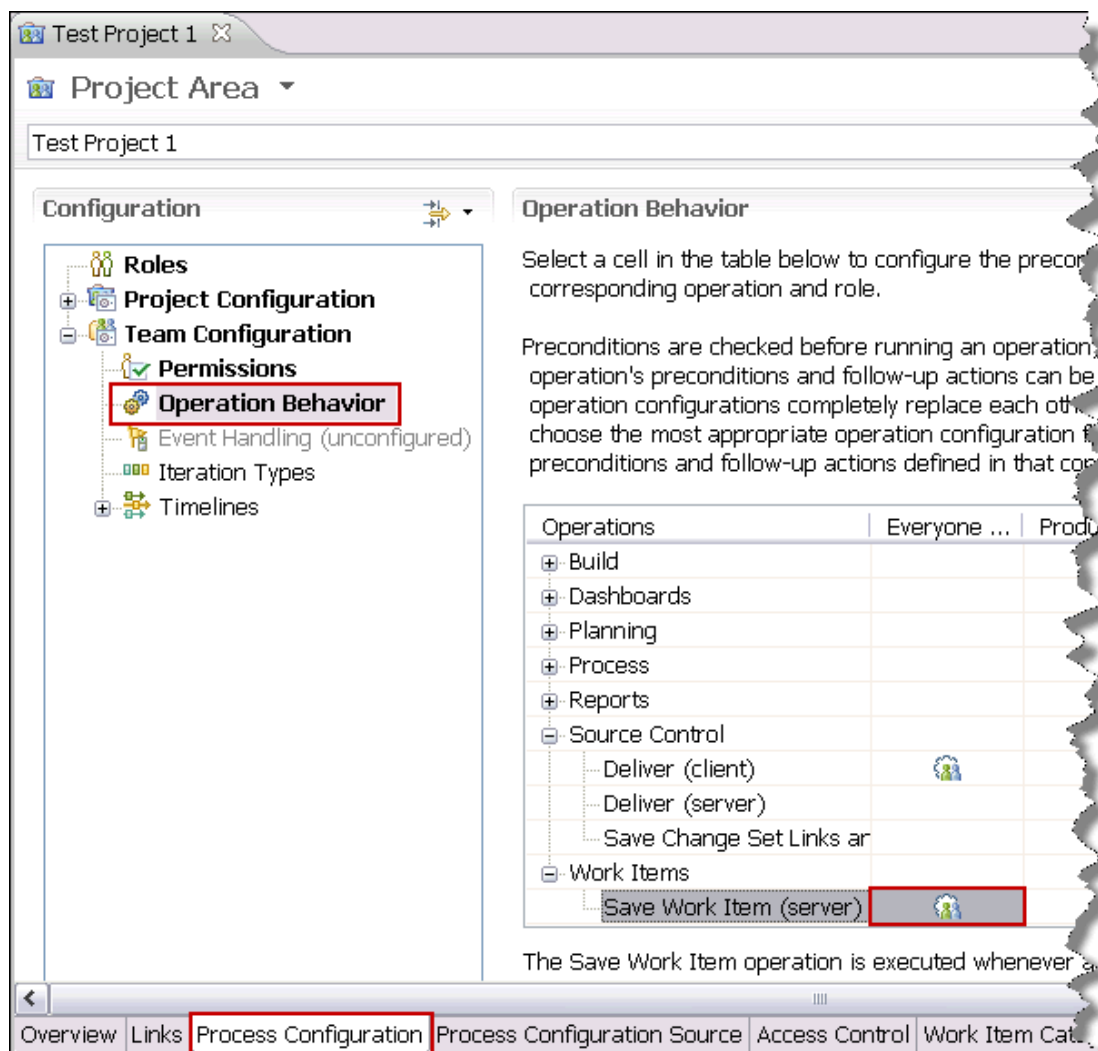 Test Project 1
Project Area
Test Project 1
Configuration
Roles
Project Configuration
Team Configuration
Permissions
Operation Behavior
Event Handling (unconfigured)
Iteration Types
Timelines
Operation Behavior
Select a cell in the table below to configure the
corresponding operation and role.
Preconditions are checked before running an operation,
operation's preconditions and follow-up actions can be
operation configurations completely replace each
choose the most appropriate operation configuration
preconditions and follow-up actions defined in that
Operations Everyone ...
Build
Dashboards
Planning
Process
Reports
Source Control
Deliver (client)
Deliver (server)
Save Change Set Links ar
Work Items
Save Work Item (server)
The Save Work Item operation is executed whenever
Overview Links Process Configuration Process Configuration Source Access Control Work Item